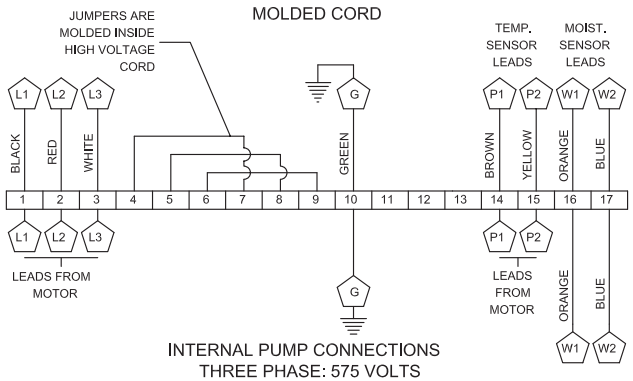 MOLDED CORD
JUMPERS ARE
MOLDED INSIDE
HIGH VOLTAGE
CORD
TEMP.
SENSOR
LEADS
MOIST.
SENSOR
LEADS
L1 L2 L3 G P1 P2 W1 W2
BLACK RED WHITE GREEN BROWN YELLOW ORANGE BLUE
1 2 3 4 5 6 7 8 9 10 11 12 13 14 15 16 17
L1 L2 L3 P1 P2
LEADS FROM
MOTOR
LEADS
FROM
MOTOR
ORANGE BLUE
G
W1 W2
INTERNAL PUMP CONNECTIONS
THREE PHASE: 575 VOLTS